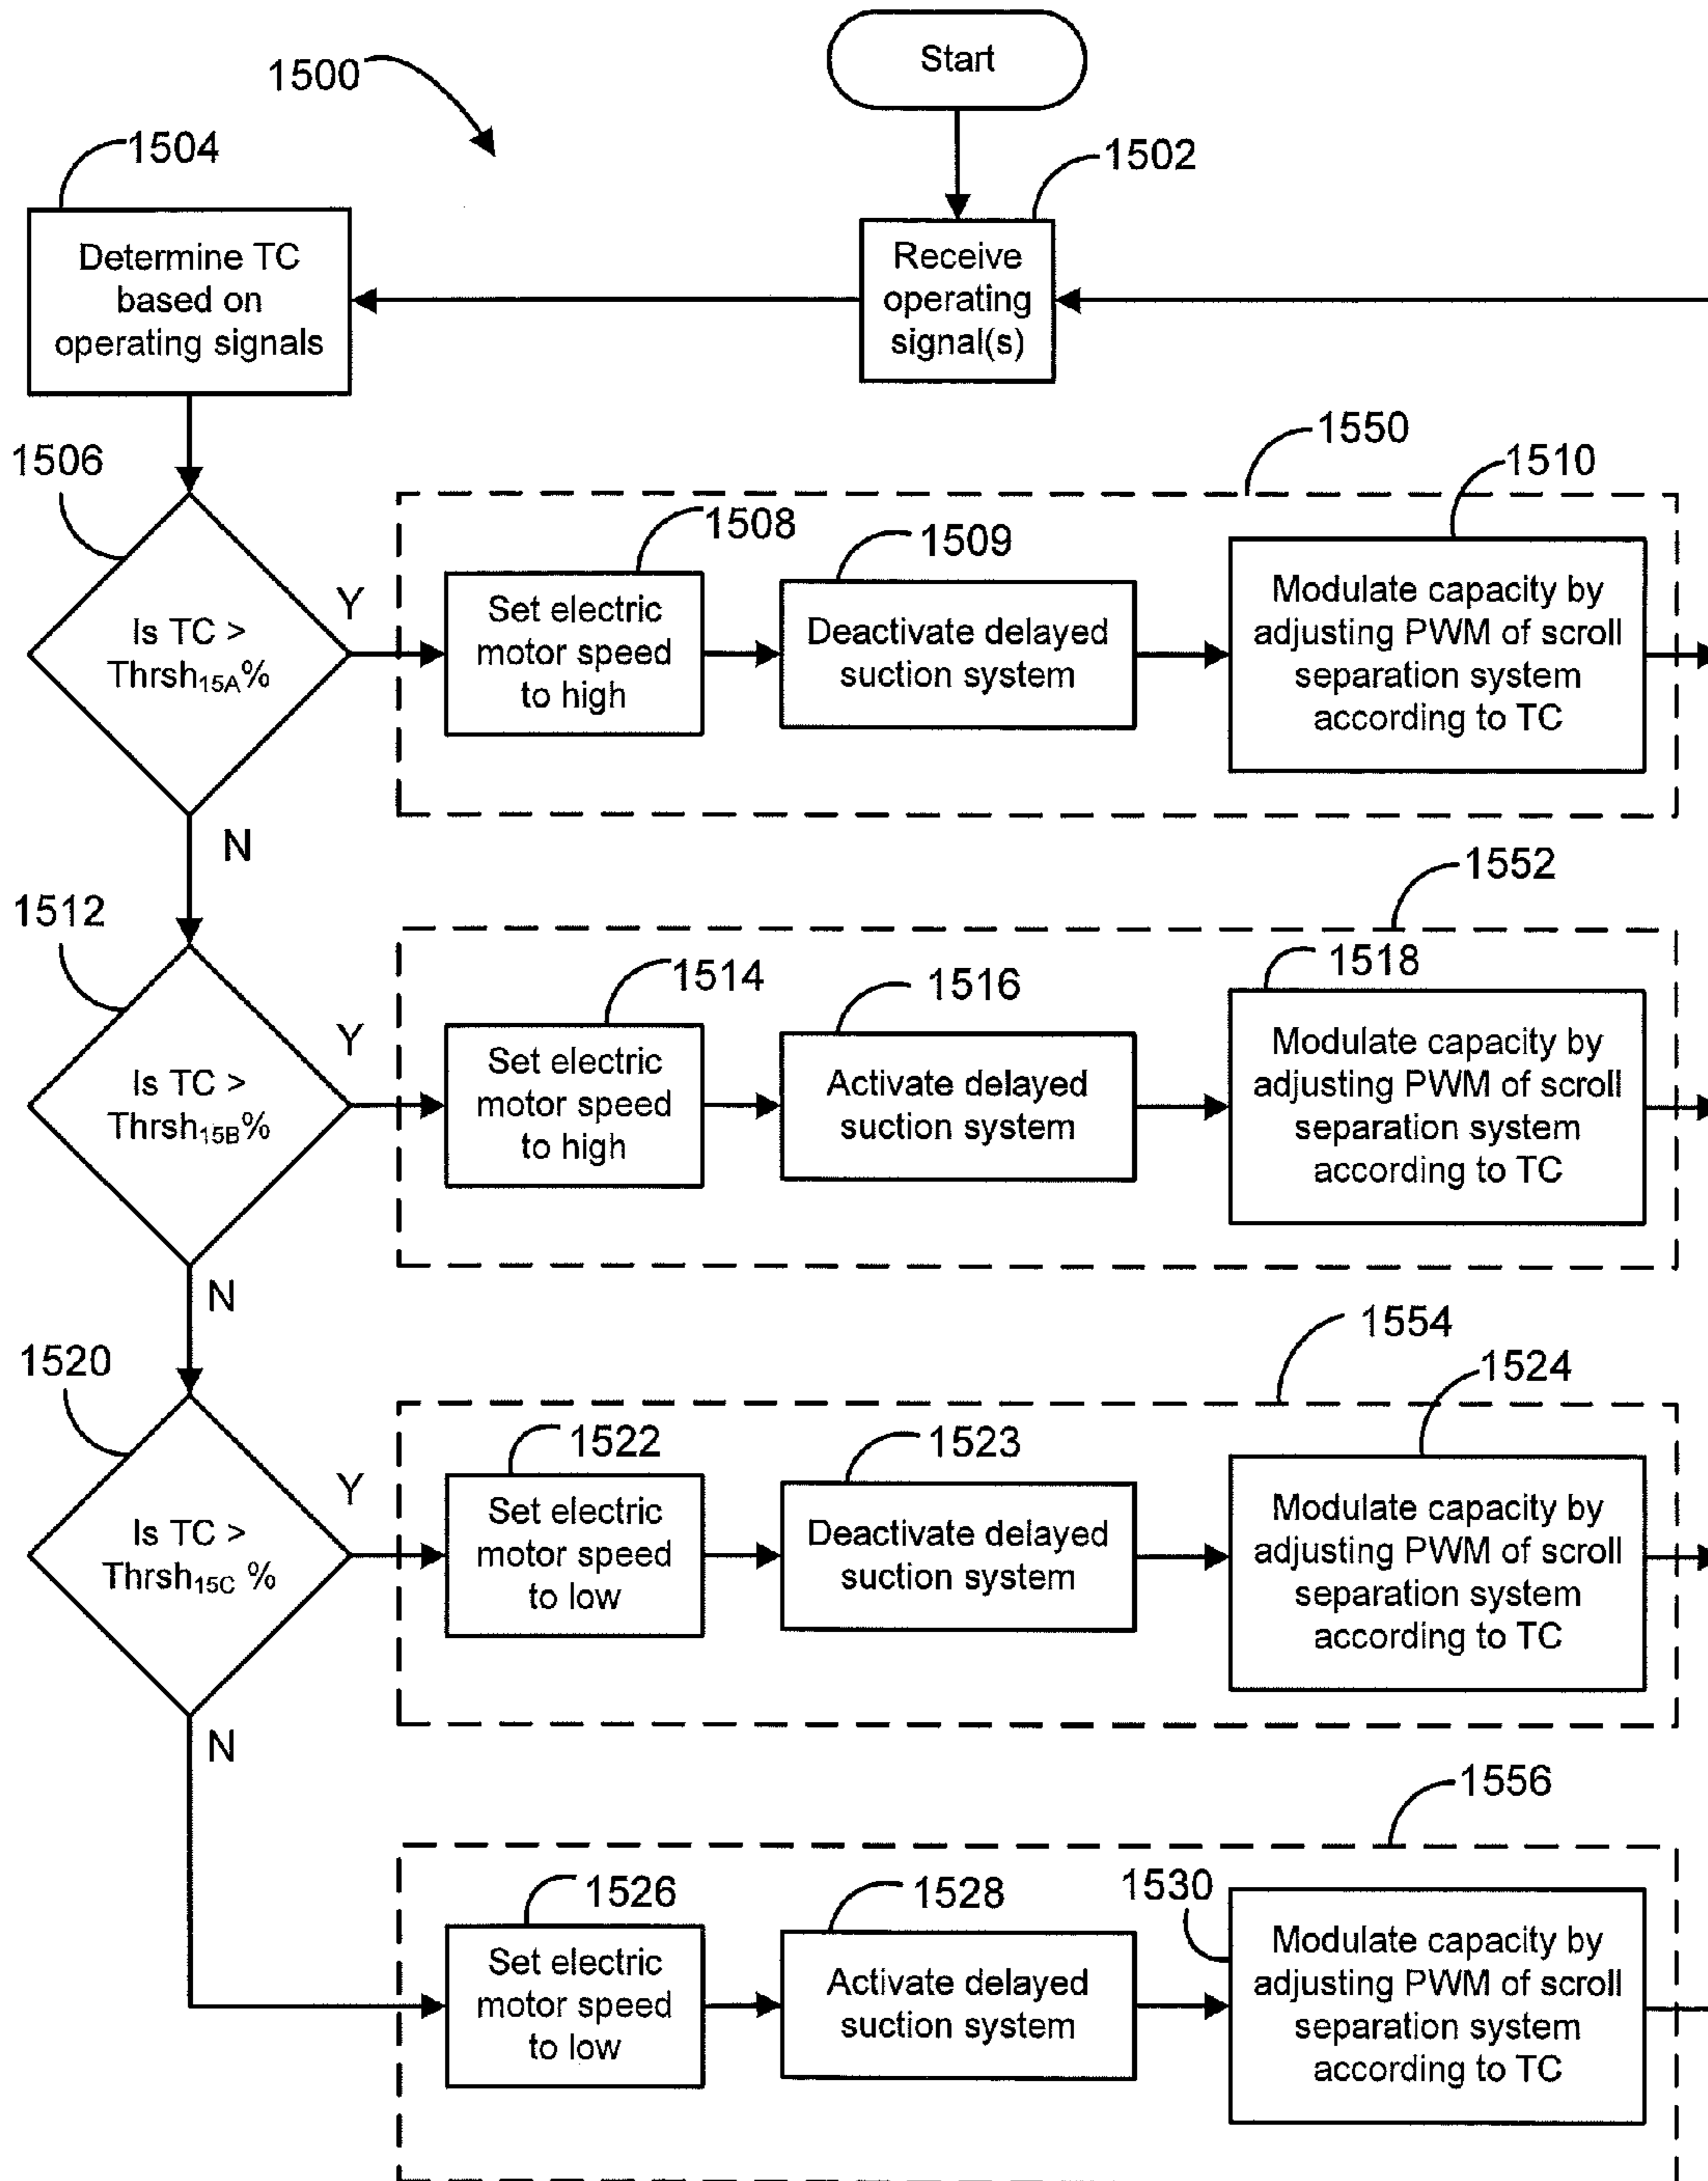 Start
1500
1504
1502
Determine TC
based on
operating signals
Receive
operating
signal(s)
1550
1506
1510
1508
1509
Is TC >
Thrsh15A%
Y
Set electric
motor speed
to high
Deactivate delayed
suction system
Modulate capacity by
adjusting PWM of scroll
separation system
according to TC
N
1552
1512
1514
1516
1518
Is TC >
Thrsh15B%
Y
Set electric
motor speed
to high
Activate delayed
suction system
Modulate capacity by
adjusting PWM of scroll
separation system
according to TC
N
1554
1520
1522
1523
1524
Is TC >
Thrsh15C %
Y
Set electric
motor speed
to low
Deactivate delayed
suction system
Modulate capacity by
adjusting PWM of scroll
separation system
according to TC
N
1556
1526
1528
1530
Set electric
motor speed
to low
Activate delayed
suction system
Modulate capacity by
adjusting PWM of scroll
separation system
according to TC